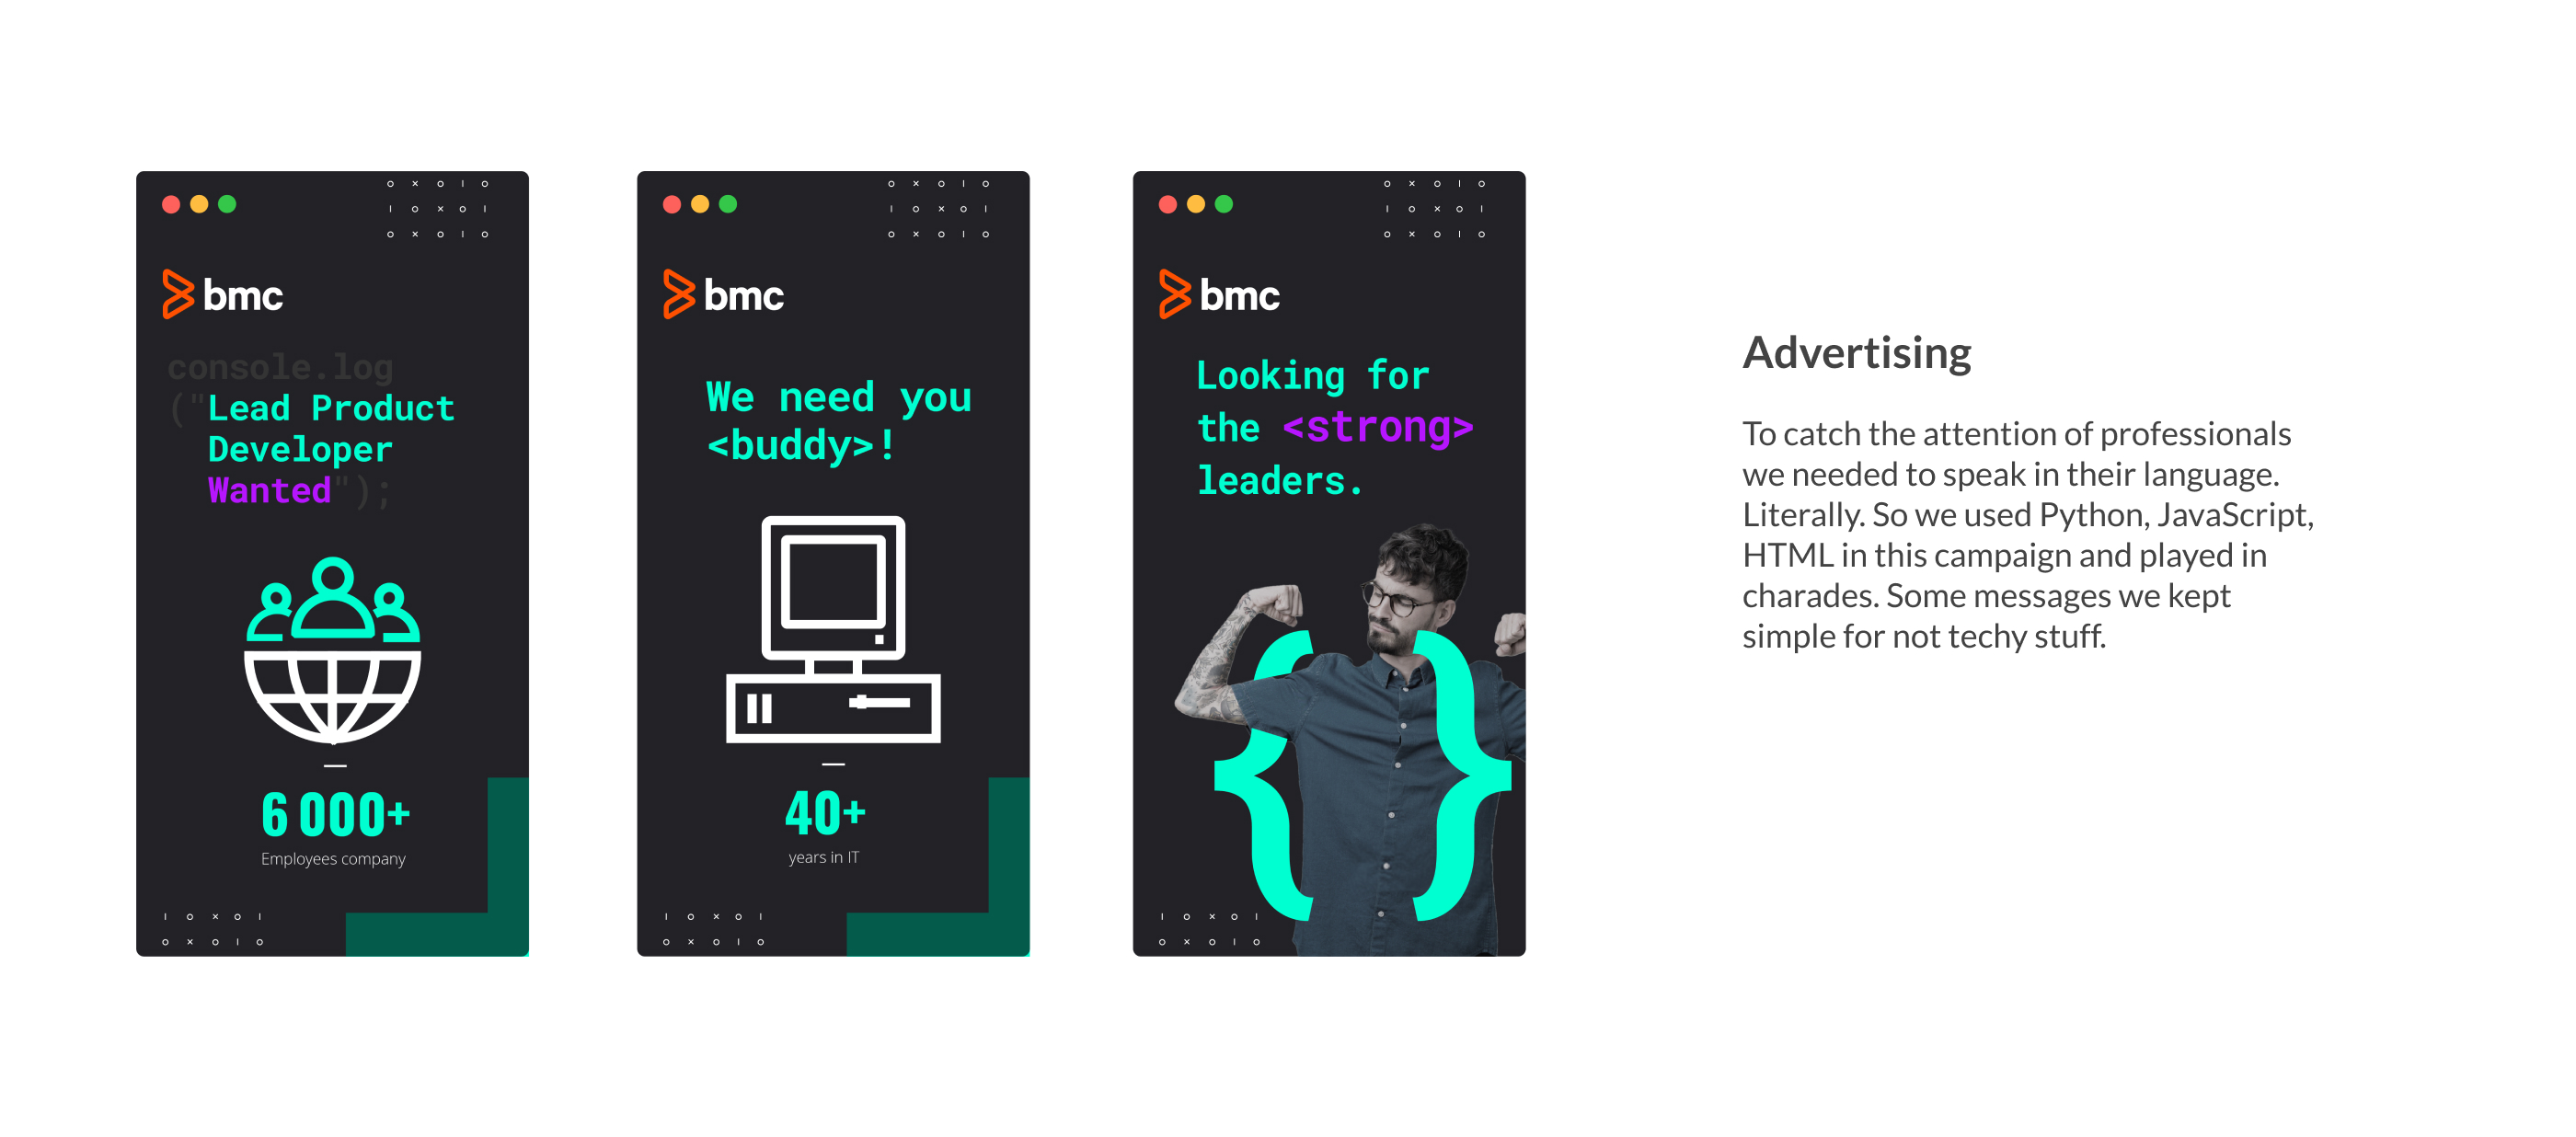 o x o l o
l o x o l
o x o l o
bmc
console.log
("Lead Product
Developer
Wanted");
6 000+
Employees company
l o x o l
o x o l o
o x o l o
l o x o l
o x o l o
bmc
We need you
<buddy>!
40+
years in IT
l o x o l
o x o l o
o x o l o
l o x o l
o x o l o
bmc
Looking for
the <strong>
leaders.
{ }
l o x o l
o x o l o
Advertising
To catch the attention of professionals
we needed to speak in their language.
Literally. So we used Python, JavaScript,
HTML in this campaign and played in
charades. Some messages we kept
simple for not techy stuff.